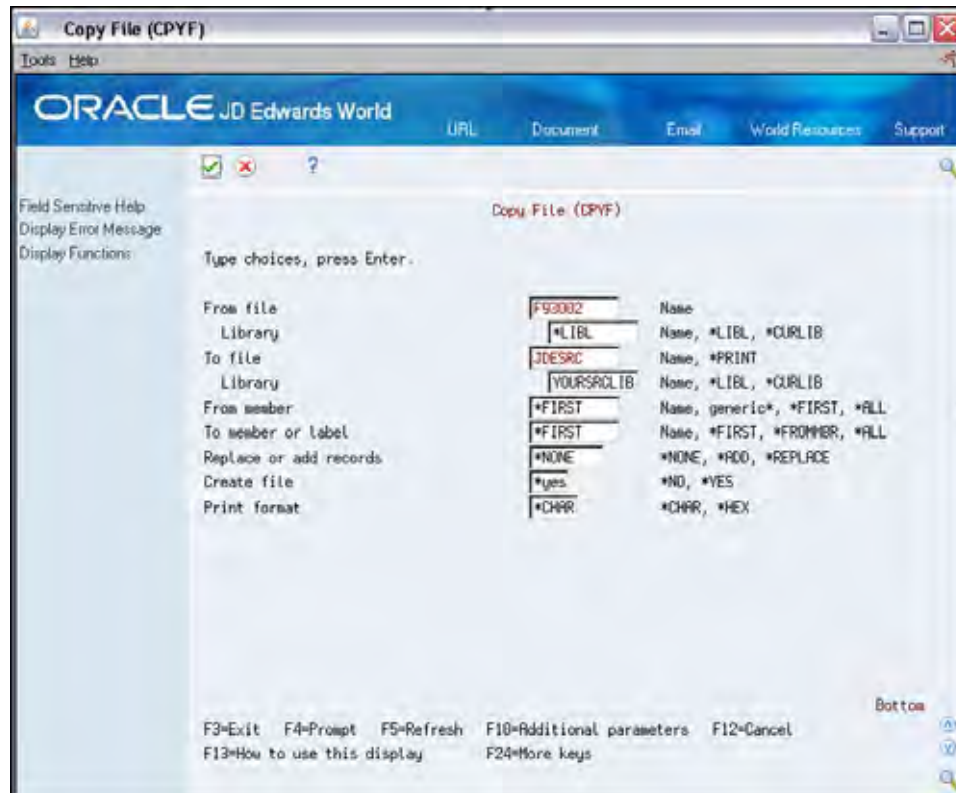 Copy File (CPYF)
Tools Help
ORACLE JD Edwards World
URL Document Email World Resources Support
?
Field Sensitive Help
Display Error Message
Display Functions
Copy File (CPYF)
Type choices, press Enter.
From file F93002 Name
Library *LIBL Name, *LIBL, *CURLIB
To file JDESRC Name, *PRINT
Library YOURSRCLIB Name, *LIBL, *CURLIB
From member *FIRST Name, generic*, *FIRST, *ALL
To member or label *FIRST Name, *FIRST, *FROMMBR, *ALL
Replace or add records *NONE *NONE, *ADD, *REPLACE
Create file *yes *NO, *YES
Print format *CHAR *CHAR, *HEX
Bottom
F3=Exit F4=Prompt F5=Refresh F10=Additional parameters F12=Cancel
F13=How to use this display F24=More keys